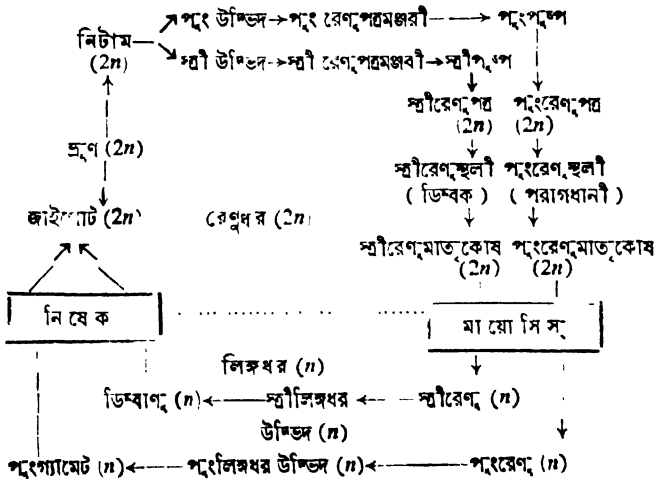 পুং উদ্ভিদ পুং রেণুপত্রমঞ্জরী পুংপুষ্প
নিটাম
(2n)
স্ত্রী উদ্ভিদ স্ত্রী রেণুপত্রমঞ্জরী স্ত্রীপুষ্প
স্ত্রীরেণুপত্র পুংরেণুপত্র
(2n) (2n)
ভ্রূণ (2n)
স্ত্রীরেণুস্থলী পুংরেণুস্থলী
(ডিম্বক) (পরাগধানী)
জাইগোট (2n) রেণুধর (2n)
স্ত্রীরেণুমাতৃকোষ পুংরেণুমাতৃকোষ
(2n) (2n)
নিষেক মায়োসিস্
লিঙ্গধর (n)
ডিম্বাণু (n) স্ত্রীলিঙ্গধর স্ত্রীরেণু (n)
উদ্ভিদ (n)
পুংগ্যামেট (n) পুংলিঙ্গধর উদ্ভিদ (n) পুংরেণু (n)